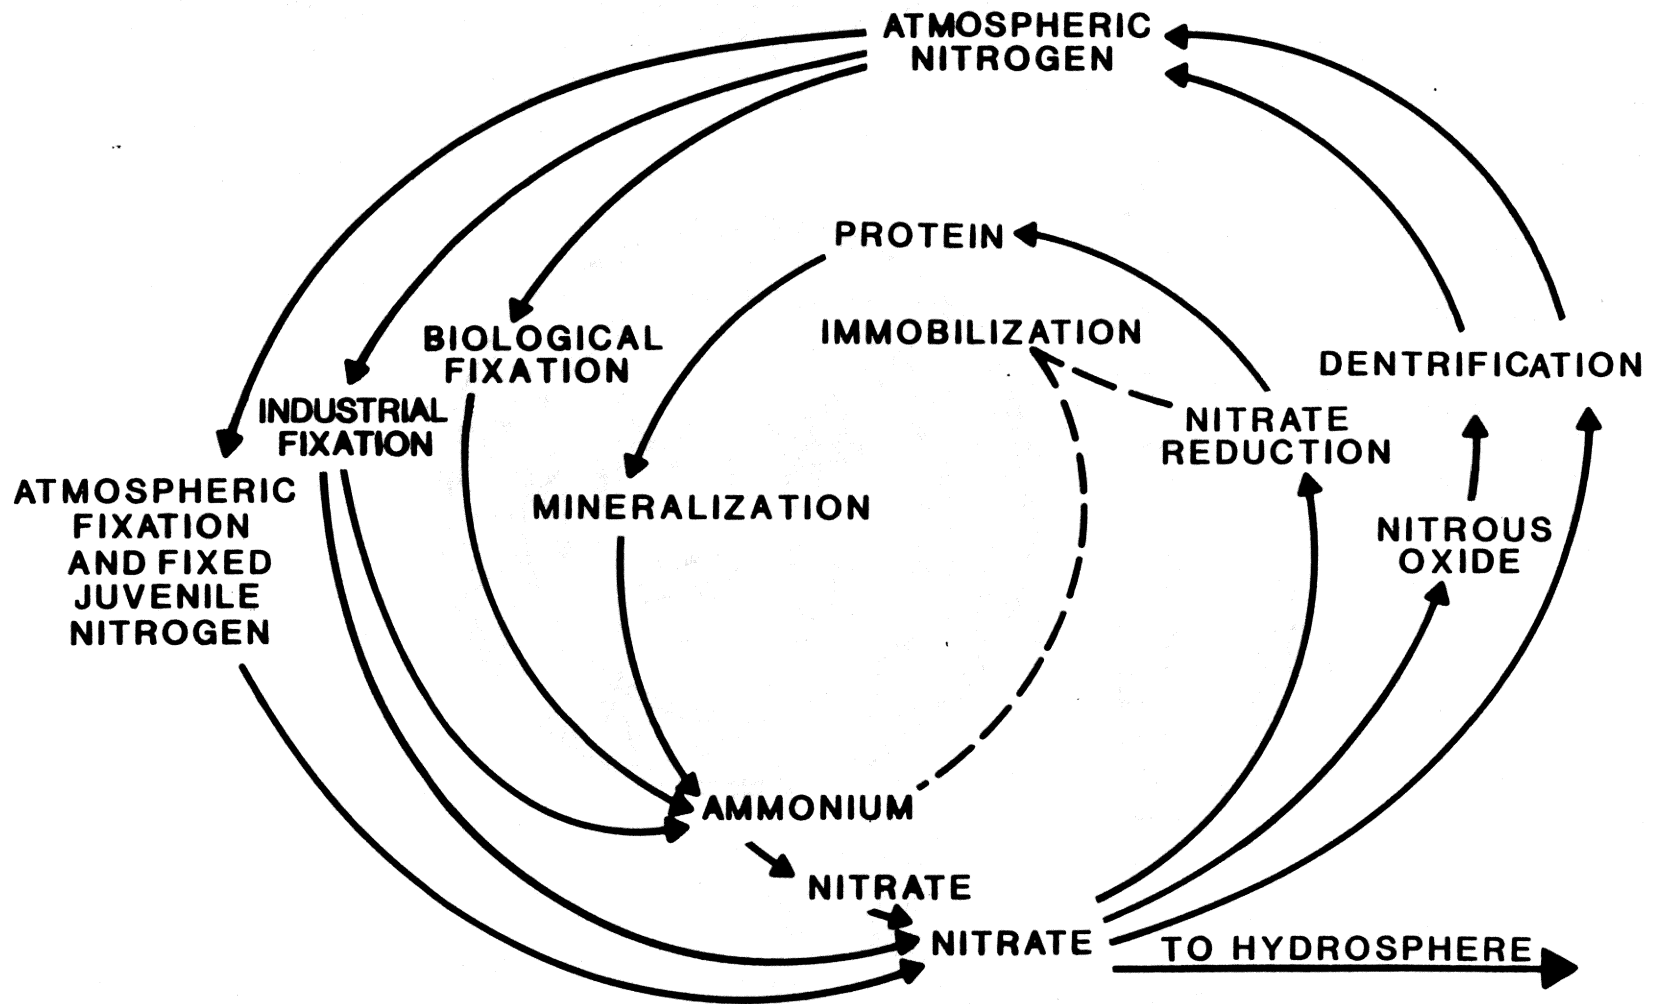 ATMOSPHERIC
NITROGEN
PROTEIN
IMMOBILIZATION
BIOLOGICAL
FIXATION
DENTRIFICATION
INDUSTRIAL
FIXATION
NITRATE
REDUCTION
ATMOSPHERIC
FIXATION
AND FIXED
JUVENILE
NITROGEN
MINERALIZATION
NITROUS
OXIDE
AMMONIUM
NITRATE
NITRATE
TO HYDROSPHERE